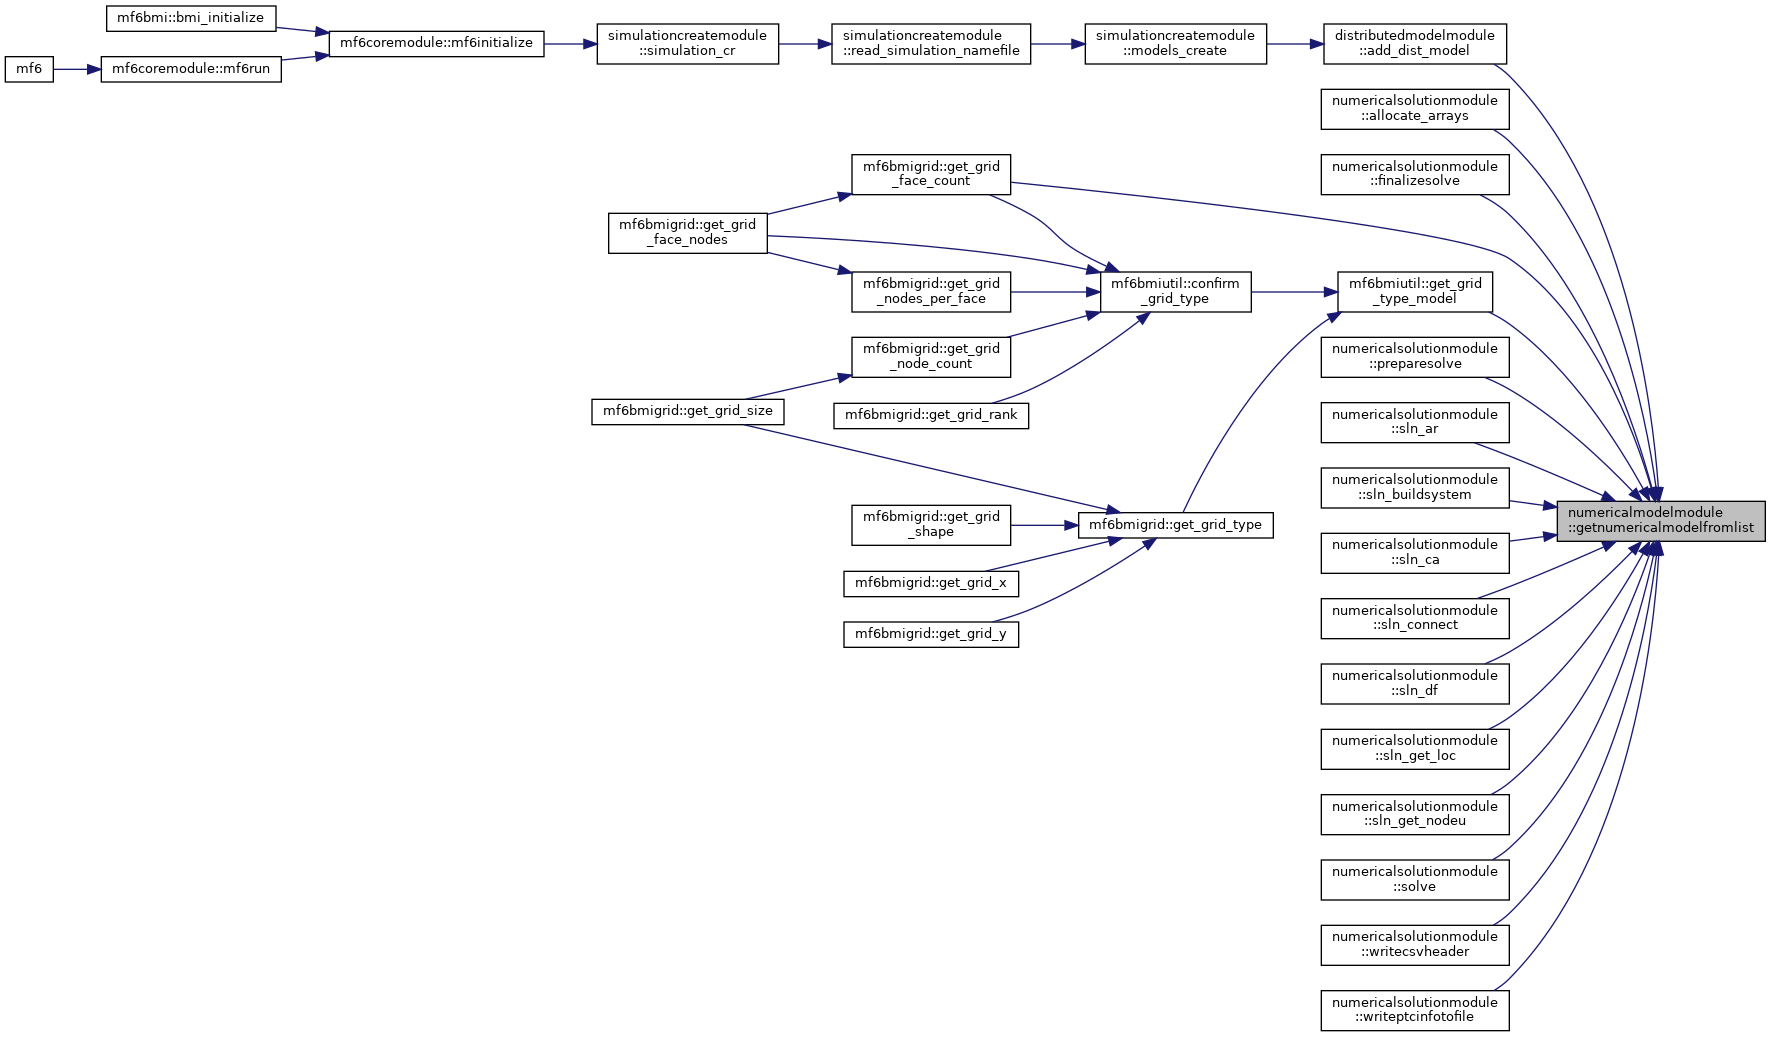 mf6bmi::bmi_initialize
mf6coremodule::mf6initialize
mf6
mf6coremodule::mf6run
simulationcreatemodule
::simulation_cr
simulationcreatemodule
::read_simulation_namefile
simulationcreatemodule
::models_create
distributedmodelmodule
::add_dist_model
numericalsolutionmodule
::allocate_arrays
numericalsolutionmodule
::finalizesolve
mf6bmigrid::get_grid
_face_count
mf6bmigrid::get_grid
_face_nodes
mf6bmigrid::get_grid
_nodes_per_face
mf6bmiutil::confirm
_grid_type
mf6bmiutil::get_grid
_type_model
mf6bmigrid::get_grid
_node_count
numericalsolutionmodule
::preparesolve
mf6bmigrid::get_grid_size
mf6bmigrid::get_grid_rank
numericalsolutionmodule
::sln_ar
numericalsolutionmodule
::sln_buildsystem
mf6bmigrid::get_grid
_shape
mf6bmigrid::get_grid_type
numericalmodelmodule
::getnumericalmodelfromlist
numericalsolutionmodule
::sln_ca
mf6bmigrid::get_grid_x
numericalsolutionmodule
::sln_connect
mf6bmigrid::get_grid_y
numericalsolutionmodule
::sln_df
numericalsolutionmodule
::sln_get_loc
numericalsolutionmodule
::sln_get_nodeu
numericalsolutionmodule
::solve
numericalsolutionmodule
::writecsvheader
numericalsolutionmodule
::writeptcinfotofile